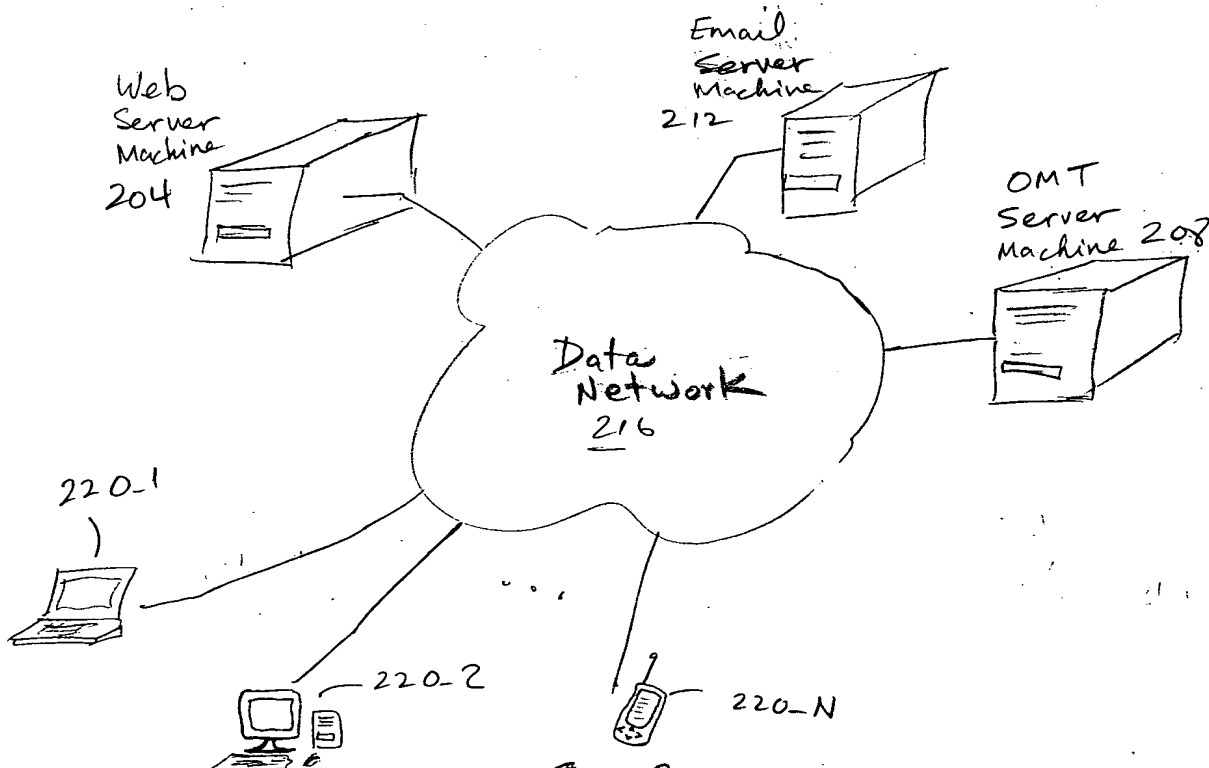 Email
Server
Machine
212
Web
Server
Machine
204
OMT
Server
Machine 208
Data
Network
216
220-1
...
220-2
220-N